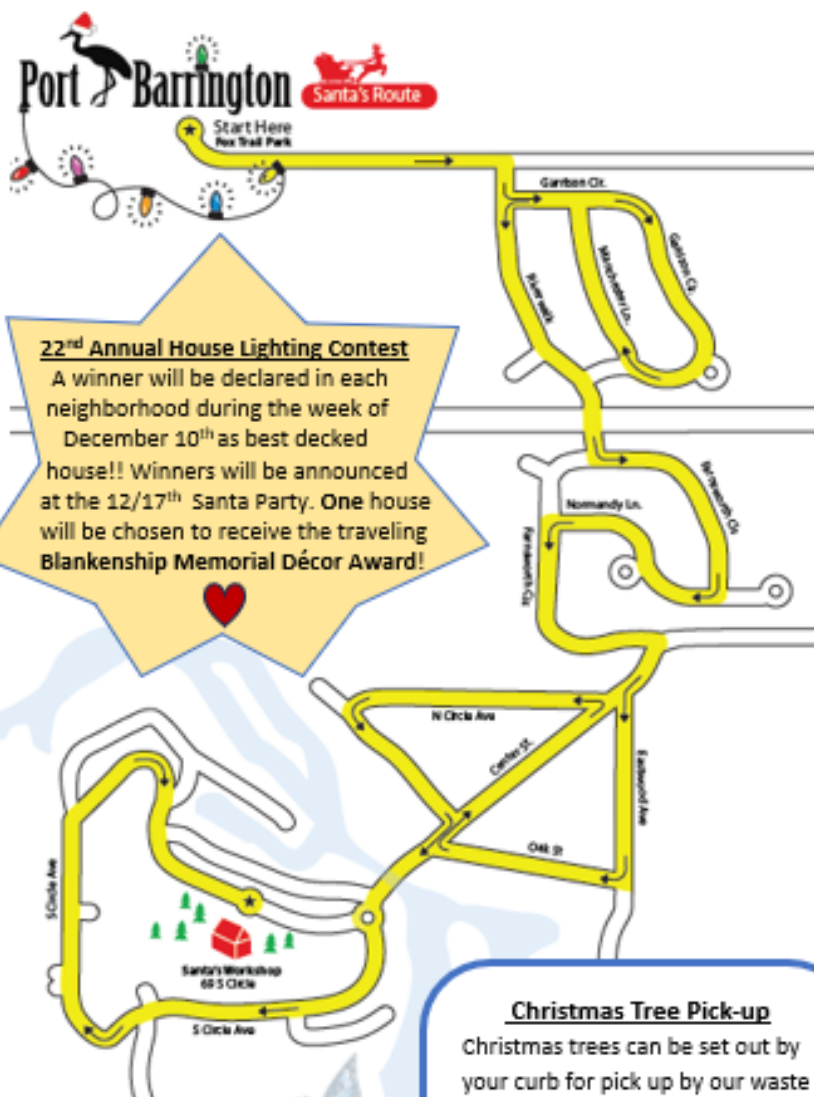 Port Barrington
Santa's Route
Start Here
Fox Trail Park
Garrison Cir.
Garrison Cir.
Manchester Ln.
Riverwalk
22nd Annual House Lighting Contest
A winner will be declared in each
neighborhood during the week of
December 10th as best decked
house!! Winners will be announced
at the 12/17th Santa Party. One house
will be chosen to receive the traveling
Blankenship Memorial Décor Award!
Farnsworth Cir
Normandy Ln.
Farnsworth Cir
N Circle Ave
Center St.
Eastwood Ave
Oak St
S Circle Ave
Santa's Workshop
69 S Circle
S Circle Ave
Christmas Tree Pick-up
Christmas trees can be set out by
your curb for pick up by our waste